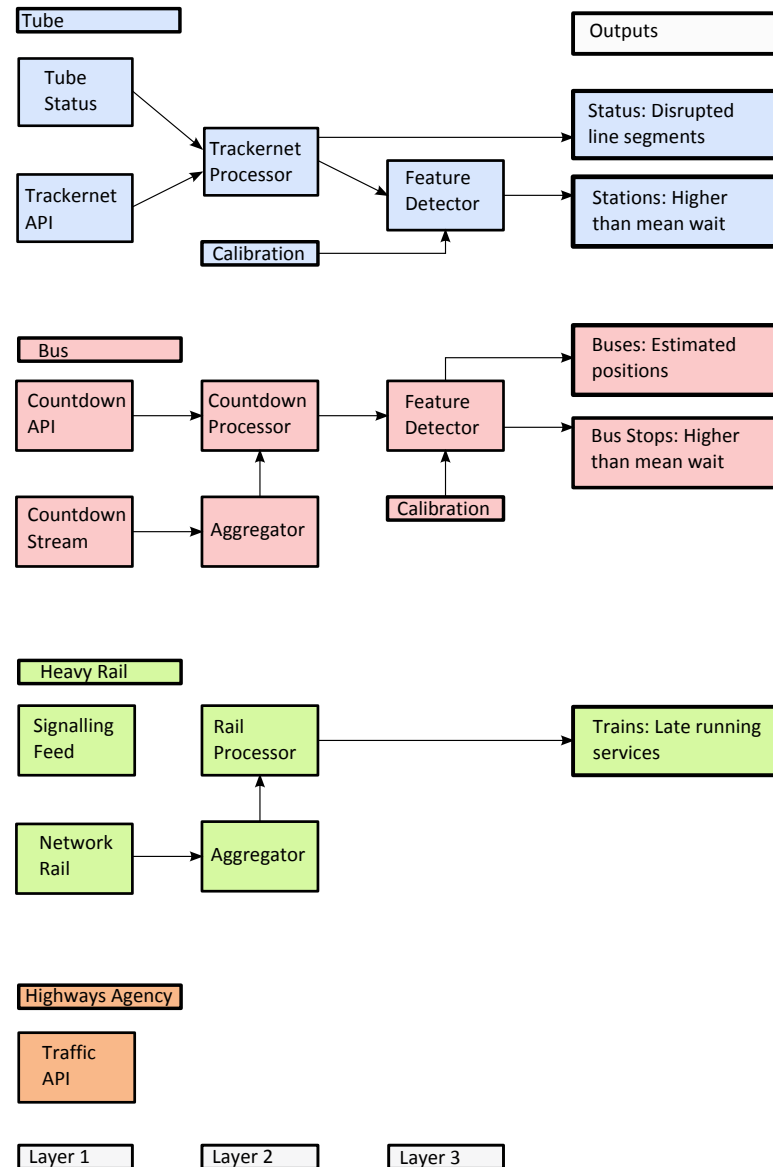 Tube
Outputs
Tube
Status
Status: Disrupted
line segments
Trackernet
Processor
Feature
Detector
Trackernet
API
Stations: Higher
than mean wait
Calibration
Bus
Buses: Estimated
positions
Countdown
API
Countdown
Processor
Feature
Detector
Bus Stops: Higher
than mean wait
Countdown
Stream
Aggregator
Calibration
Heavy Rail
Signalling
Feed
Rail
Processor
Trains: Late running
services
Network
Rail
Aggregator
Highways Agency
Traffic
API
Layer 1
Layer 2
Layer 3